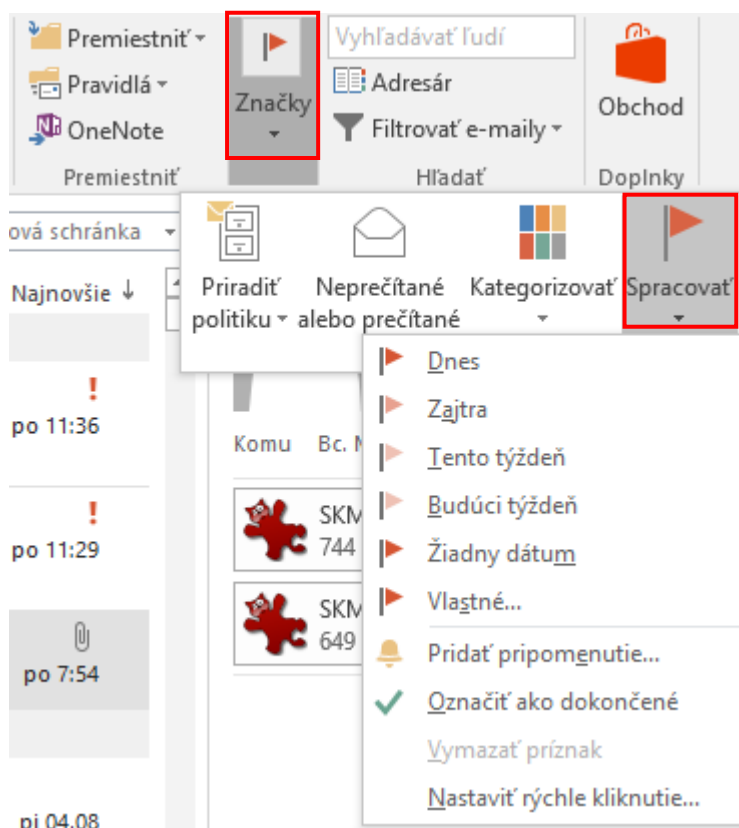 Premiestniť
Pravidlá
OneNote
Premiestniť
Značky
Vyhľadávať ľudí
Adresár
Filtrovať e-maily
Hľadať
Obchod
Doplnky
ová schránka
Najnovšie ↓
Priradiť
politiku
Neprečítané
alebo prečítané
Kategorizovať
Spracovať
po 11:36
po 11:29
po 7:54
pi 04.08
Komu Bc.
SKM
744
SKM
649
Dnes
Zajtra
Tento týždeň
Budúci týždeň
Žiadny dátum
Vlastné...
Pridať pripomenutie...
Označiť ako dokončené
Vymazať príznak
Nastaviť rýchle kliknutie...